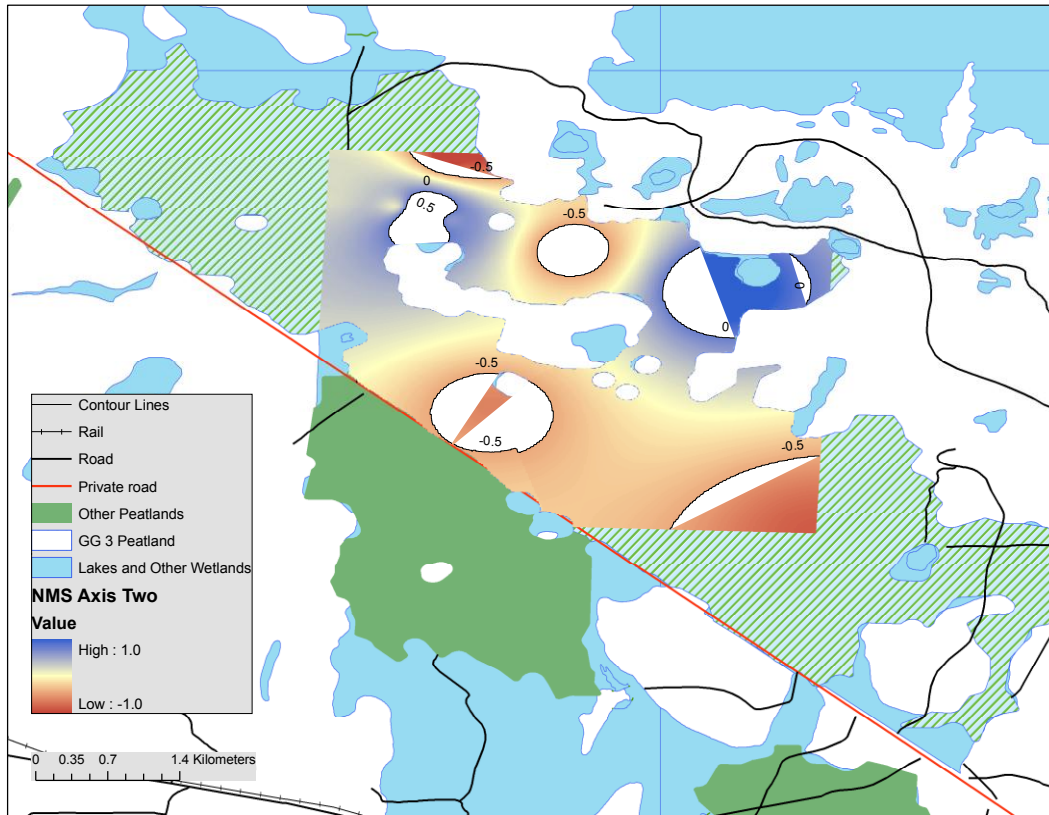 -0.5
0
0.5
-0.5
0
0
-0.5
-0.5
-0.5
Contour Lines
Rail
Road
Private road
Other Peatlands
GG 3 Peatland
Lakes and Other Wetlands
NMS Axis Two
Value
High : 1.0
Low : -1.0
0 0.35 0.7 1.4 Kilometers